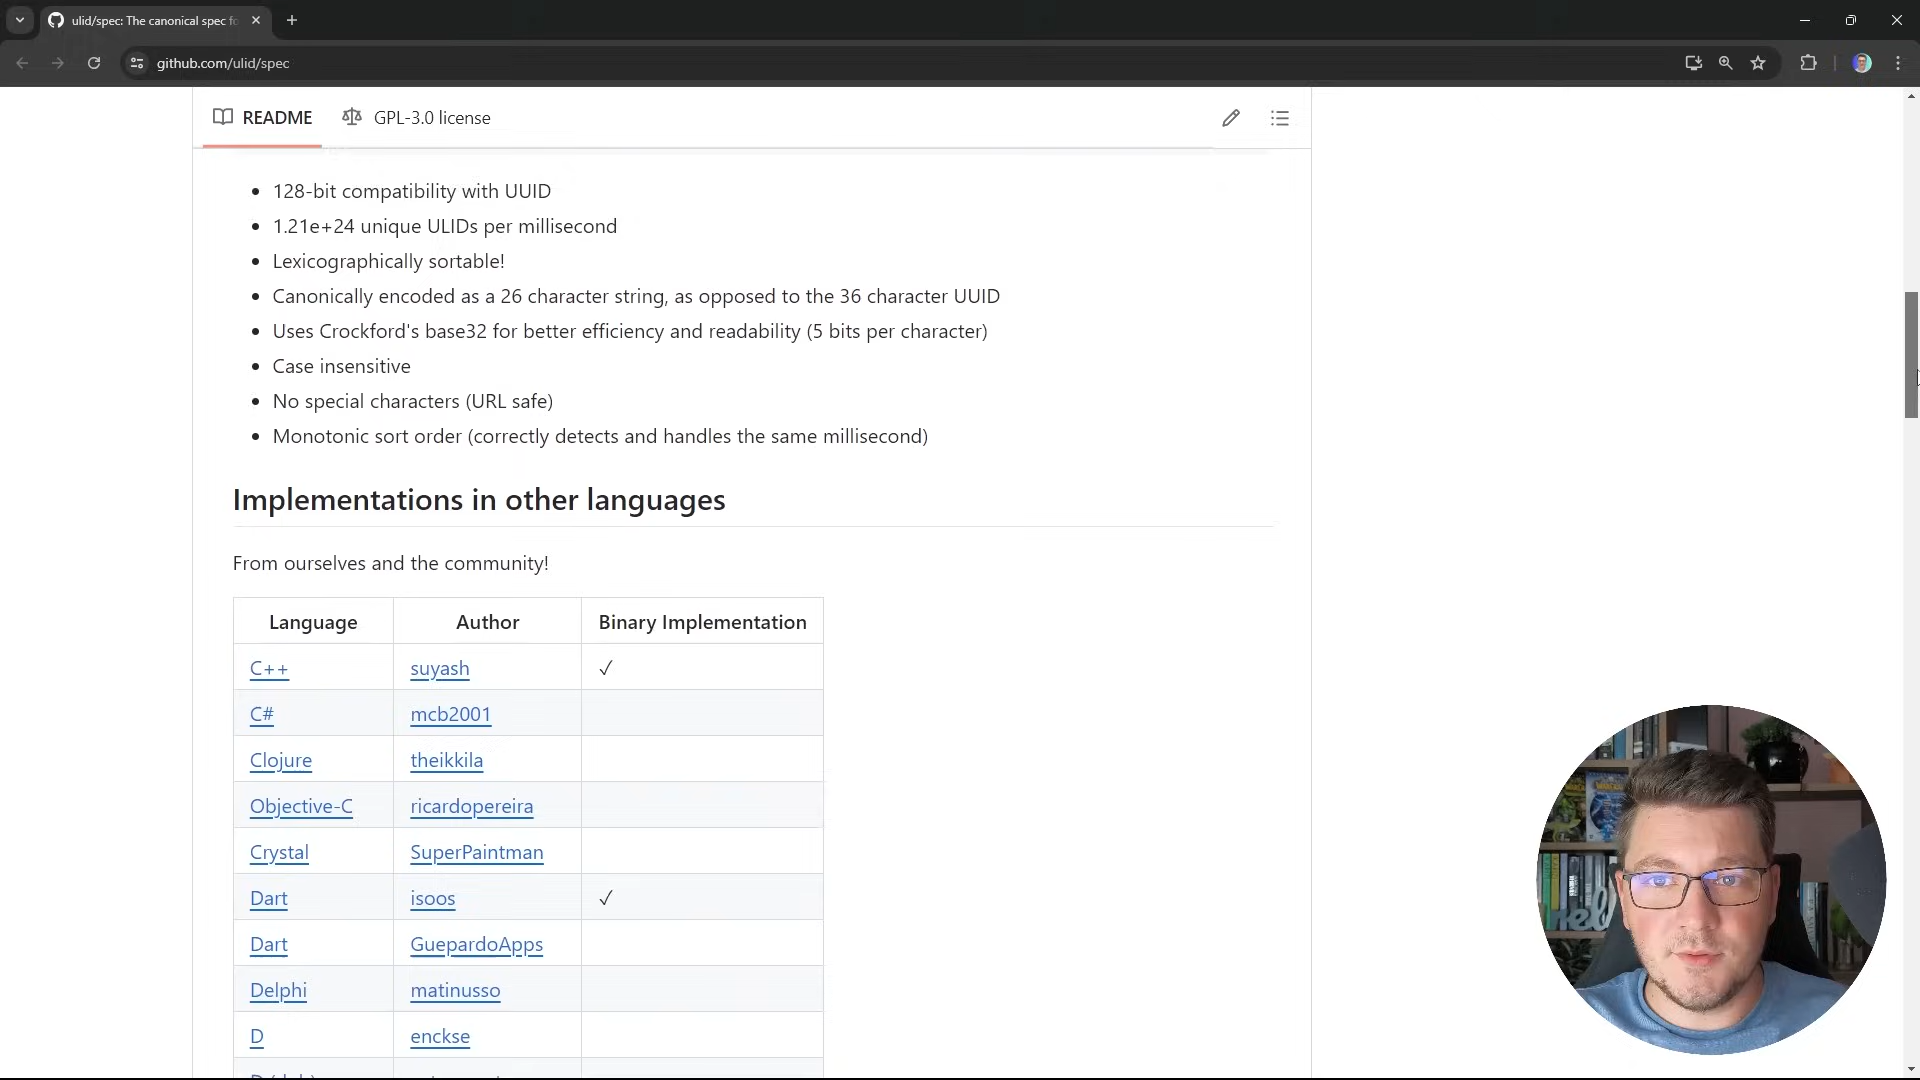 ulid/spec: The canonical spec fo
github.com/ulid/spec
README
GPL-3.0 license
128-bit compatibility with UUID
1.21e+24 unique ULIDs per millisecond
Lexicographically sortable!
Canonically encoded as a 26 character string, as opposed to the 36 character UUID
Uses Crockford's base32 for better efficiency and readability (5 bits per character)
Case insensitive
No special characters (URL safe)
Monotonic sort order (correctly detects and handles the same millisecond)
Implementations in other languages
From ourselves and the community!
Language Author Binary Implementation
C++ suyash ✓
C# mcb2001
Clojure theikkila
Objective-C ricardopereira
Crystal SuperPaintman
Dart isoos ✓
Dart GuepardoApps
Delphi matinusso
D enckse